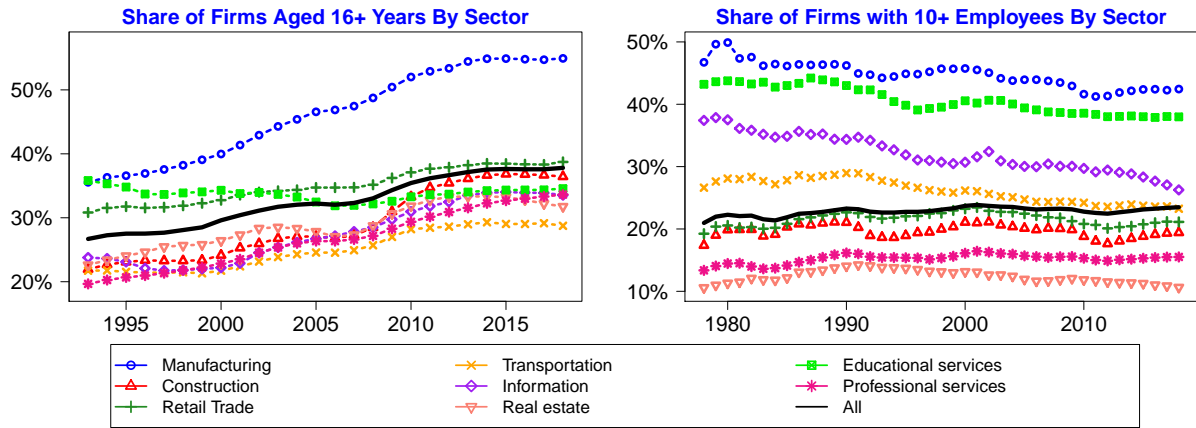 Share of Firms Aged 16+ Years By Sector
50%
40%
30%
20%
1995 2000 2005 2010 2015
Share of Firms with 10+ Employees By Sector
50%
40%
30%
20%
10%
1980 1990 2000 2010
Manufacturing Transportation Educational services
Construction Information Professional services
Retail Trade Real estate All